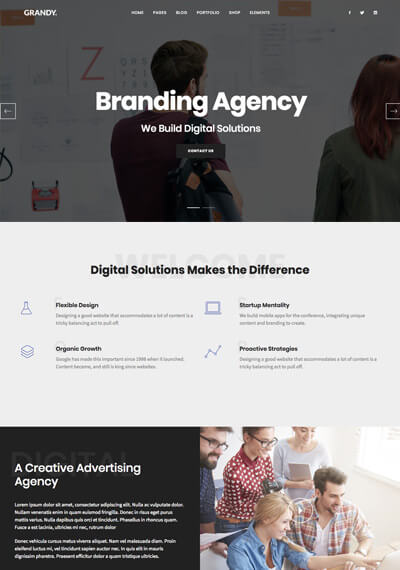 GRANDY.
HOME PAGES BLOG PORTFOLIO SHOP ELEMENTS
Z
Branding Agency
We Build Digital Solutions
CONTACT US
WELCOME
Digital Solutions Makes the Difference
Flexible Design
Designing a good website that accommodates a lot of content is a
tricky balancing act to pull off.
Startup Mentality
We build mobile apps for the conference, integrating unique
content and branding to create.
Organic Growth
Google has made this important since 1998 when it launched.
Content became, and still is king since websites.
Proactive Strategies
Designing a good website that accommodates a lot of content is a
tricky balancing act to pull off.
DIGITAL
A Creative Advertising
Agency
Lorem ipsum dolor sit amet, consectetur adipiscing elit. Nulla ac vulputate dolor.
Nullam venenatis enim in quam euismod fringilla. Donec in risus eget purus
mattis varius. Nulla dapibus quis orci et tincidunt. Phasellus in rhoncus quam.
Fusce a est lacinia, ultricies mi nec, rutrum dolor
Donec vehicula cursus metus viverra aliquet. Nam vel malesuada diam. Proin
eleifend luctus mi, vel tincidunt sapien auctor nec. In quis elit in mauris
dignissim pharetra. Praesent efficitur dolor a quam tristique ultricies.